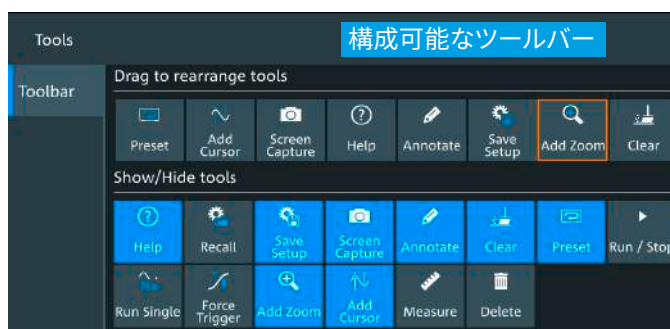 Tools
構成可能なツールバー
Toolbar
Drag to rearrange tools
Preset
Add Cursor
Screen Capture
Help
Annotate
Save Setup
Add Zoom
Clear
Show/Hide tools
Help
Recall
Save Setup
Screen Capture
Annotate
Clear
Preset
Run / Stop
Run Single
Force Trigger
Add Zoom
Add Cursor
Measure
Delete